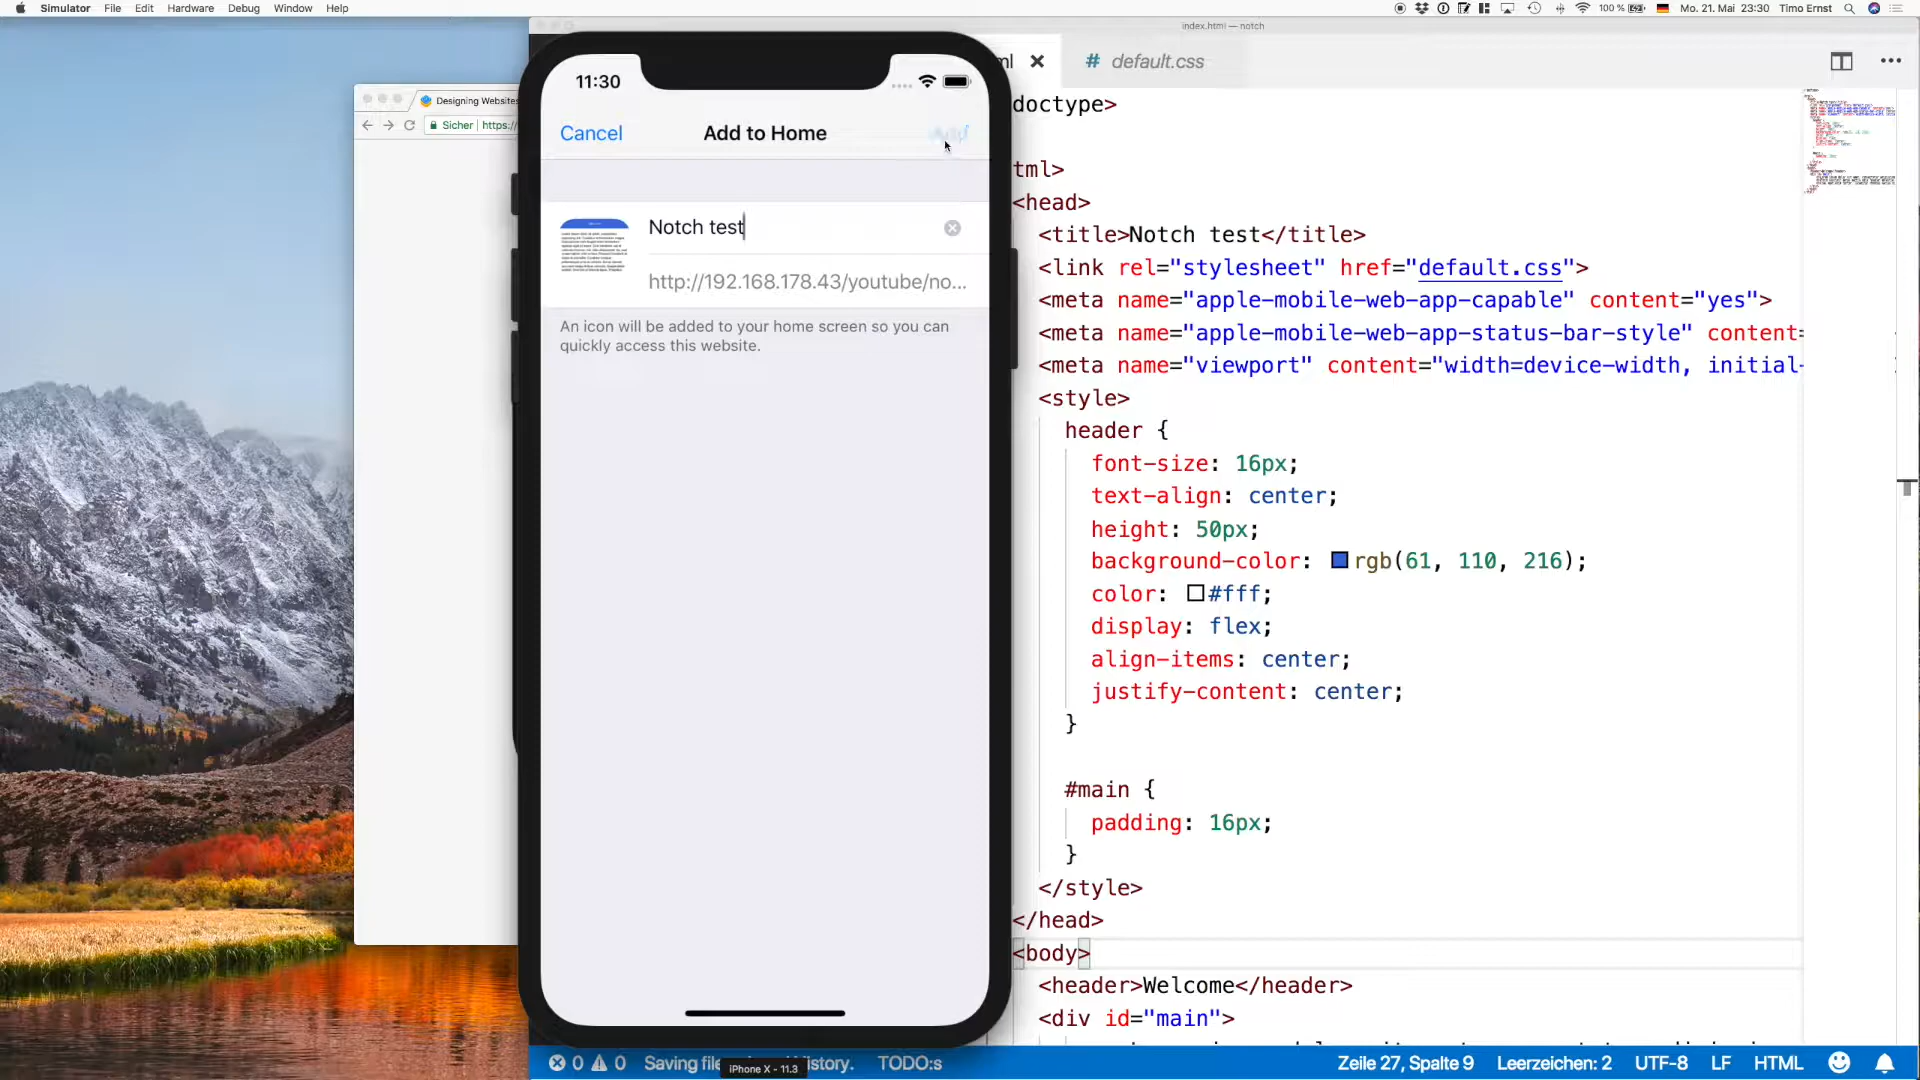 Simulator File Edit Hardware Debug Window Help
100 % Mo. 21. Mai 23:30 Timo Ernst
index.html — notch
Designing Websites
Sicher | https:/
ml # default.css
11:30
Cancel Add to Home Add
Notch test
http://192.168.178.43/youtube/no...
An icon will be added to your home screen so you can
quickly access this website.
doctype>
tml>
<head>
<title>Notch test</title>
<link rel="stylesheet" href="default.css">
<meta name="apple-mobile-web-app-capable" content="yes">
<meta name="apple-mobile-web-app-status-bar-style" content=
<meta name="viewport" content="width=device-width, initial-
<style>
header {
font-size: 16px;
text-align: center;
height: 50px;
background-color: rgb(61, 110, 216);
color: #fff;
display: flex;
align-items: center;
justify-content: center;
}
#main {
padding: 16px;
}
</style>
</head>
<body>
<header>Welcome</header>
<div id="main">
0 0 Saving file istory. TODO:s
Zeile 27, Spalte 9 Leerzeichen: 2 UTF-8 LF HTML
iPhone X - 11.3